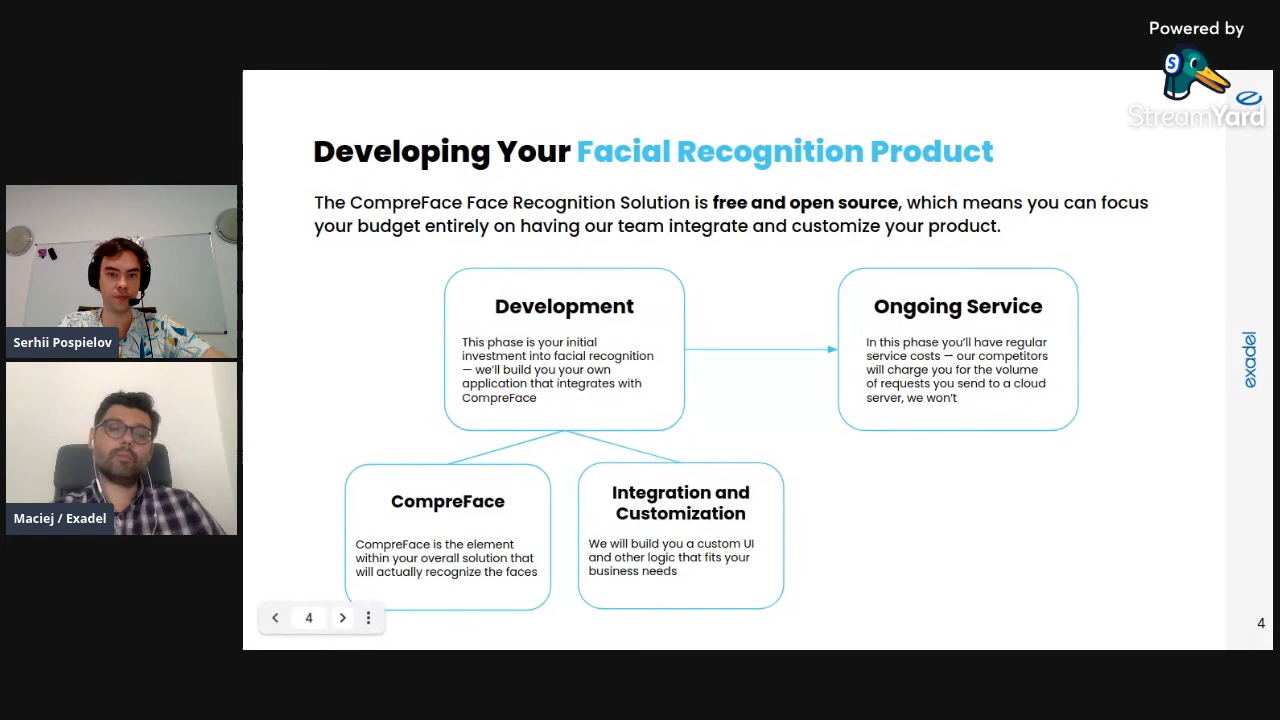 Powered by
S
StreamYard
Developing Your Facial Recognition Product
The CompreFace Face Recognition Solution is free and open source, which means you can focus
your budget entirely on having our team integrate and customize your product.
Development
This phase is your initial
investment into facial recognition
— we'll build you your own
application that integrates with
CompreFace
Ongoing Service
In this phase you'll have regular
service costs — our competitors
will charge you for the volume
of requests you send to a cloud
server, we won't
CompreFace
CompreFace is the element
within your overall solution that
will actually recognize the faces
Integration and
Customization
We will build you a custom UI
and other logic that fits your
business needs
Serhii Pospielov
Maciej / Exadel
exadel
4
4